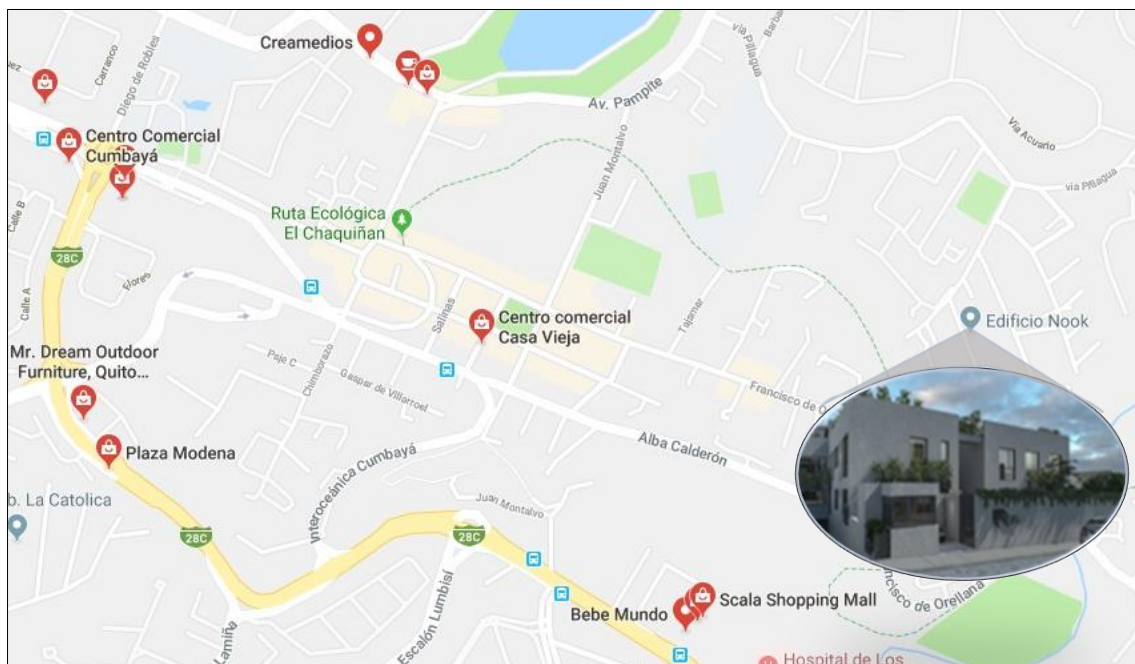 Creamedios
Av. Pampite
vía Pillagua
Vía Acuario
vía Pillagua
Carranco
Diego de Robles
Centro Comercial
Cumbayá
Juan Montalvo
Ruta Ecológica
El Chaquiñan
Calle B
28C
Flores
Calle A
Salinas
Centro comercial
Casa Vieja
Tajamar
Edificio Nook
Mr. Dream Outdoor
Furniture, Quito...
Psje C
Chimborazo
Gaspar de Villarroel
Francisco de O
Alba Calderón
Plaza Modena
Interoceánica Cumbayá
Juan Montalvo
b. La Catolica
28C
Escalón Lumbisí
Lamiña
Bebe Mundo
Scala Shopping Mall
ncisco de Orellana
Hospital de Los